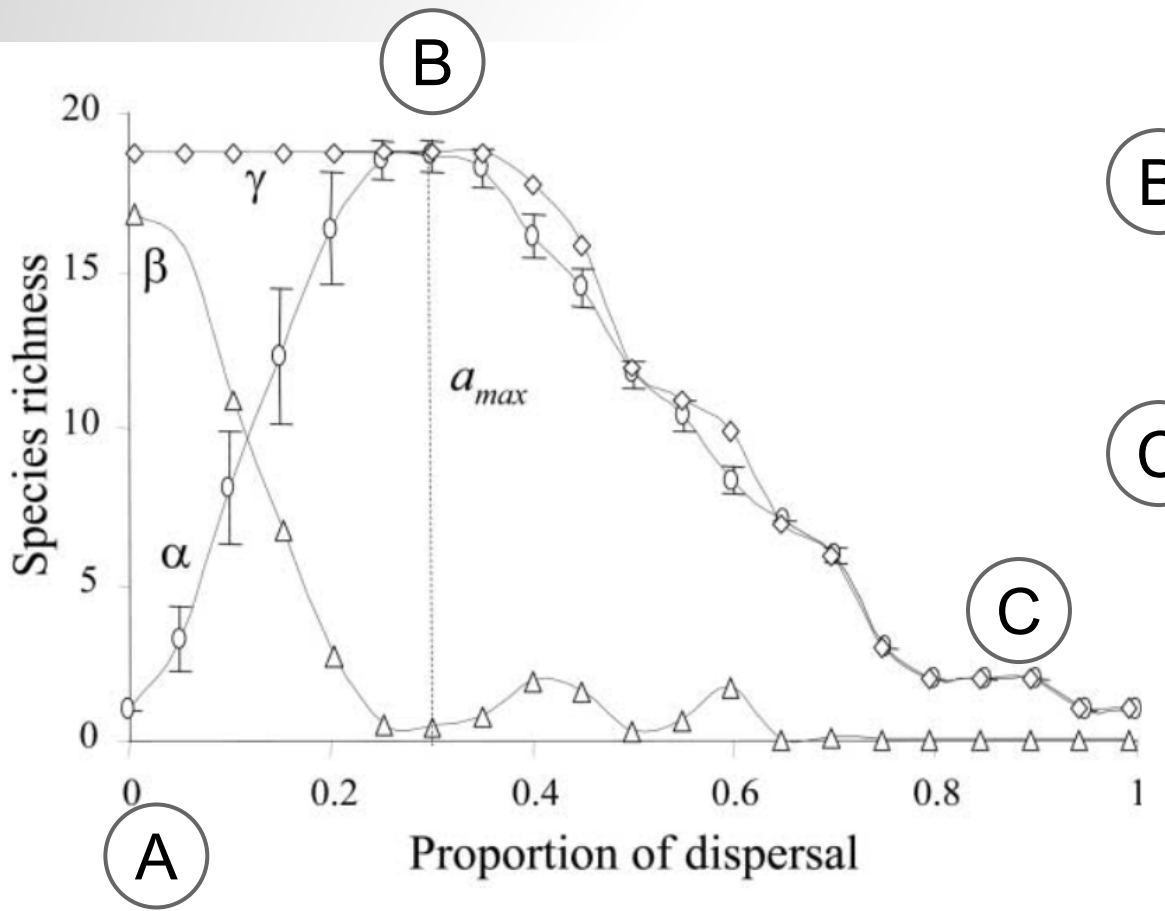 B
20
γ
B
15
β
Species richness
a max
10
C
α
5
C
0
0 0.2 0.4 0.6 0.8 1
A
Proportion of dispersal